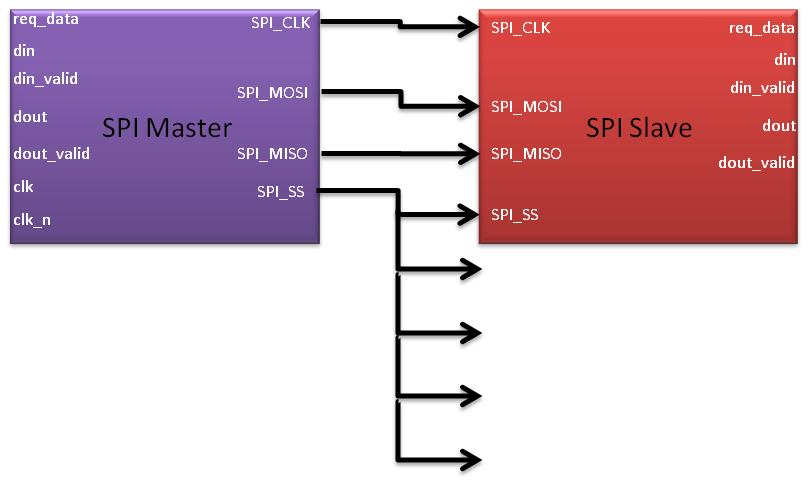 req_data
din
din_valid
dout
dout_valid
clk
clk_n
SPI Master
SPI_CLK
SPI_MOSI
SPI_MISO
SPI_SS
SPI_CLK
SPI_MOSI
SPI_MISO
SPI_SS
SPI Slave
req_data
din
din_valid
dout
dout_valid